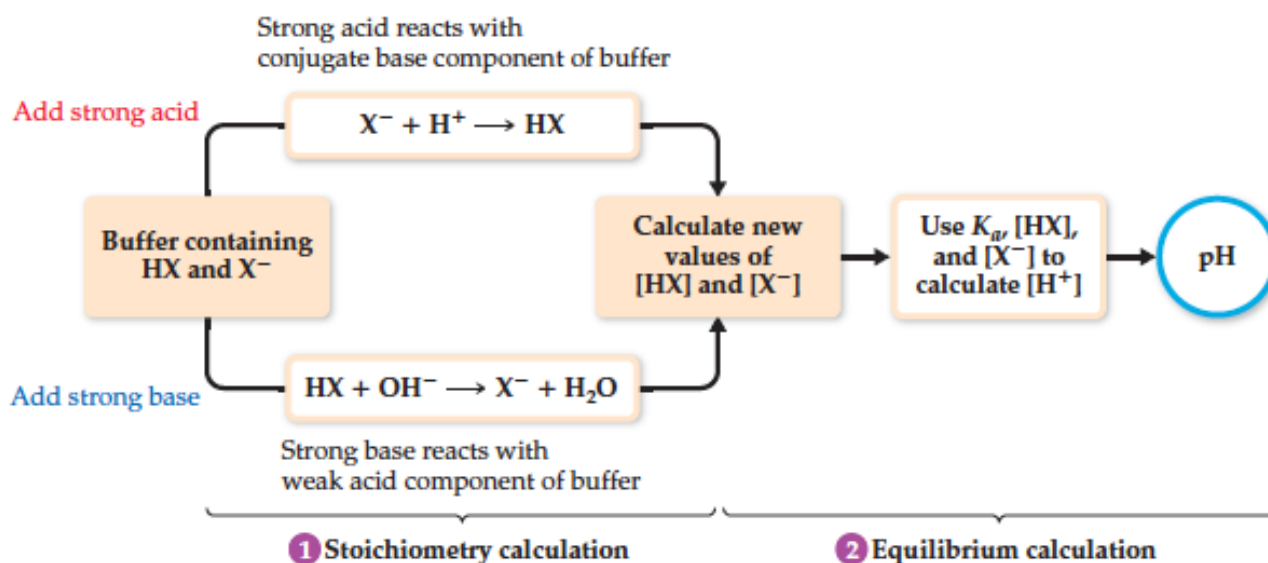 Strong acid reacts with
conjugate base component of buffer
Add strong acid
X⁻ + H⁺ ⟶ HX
Buffer containing
HX and X⁻
Calculate new
values of
[HX] and [X⁻]
Use Kₐ, [HX],
and [X⁻] to
calculate [H⁺]
pH
Add strong base
HX + OH⁻ ⟶ X⁻ + H₂O
Strong base reacts with
weak acid component of buffer
1 Stoichiometry calculation
2 Equilibrium calculation